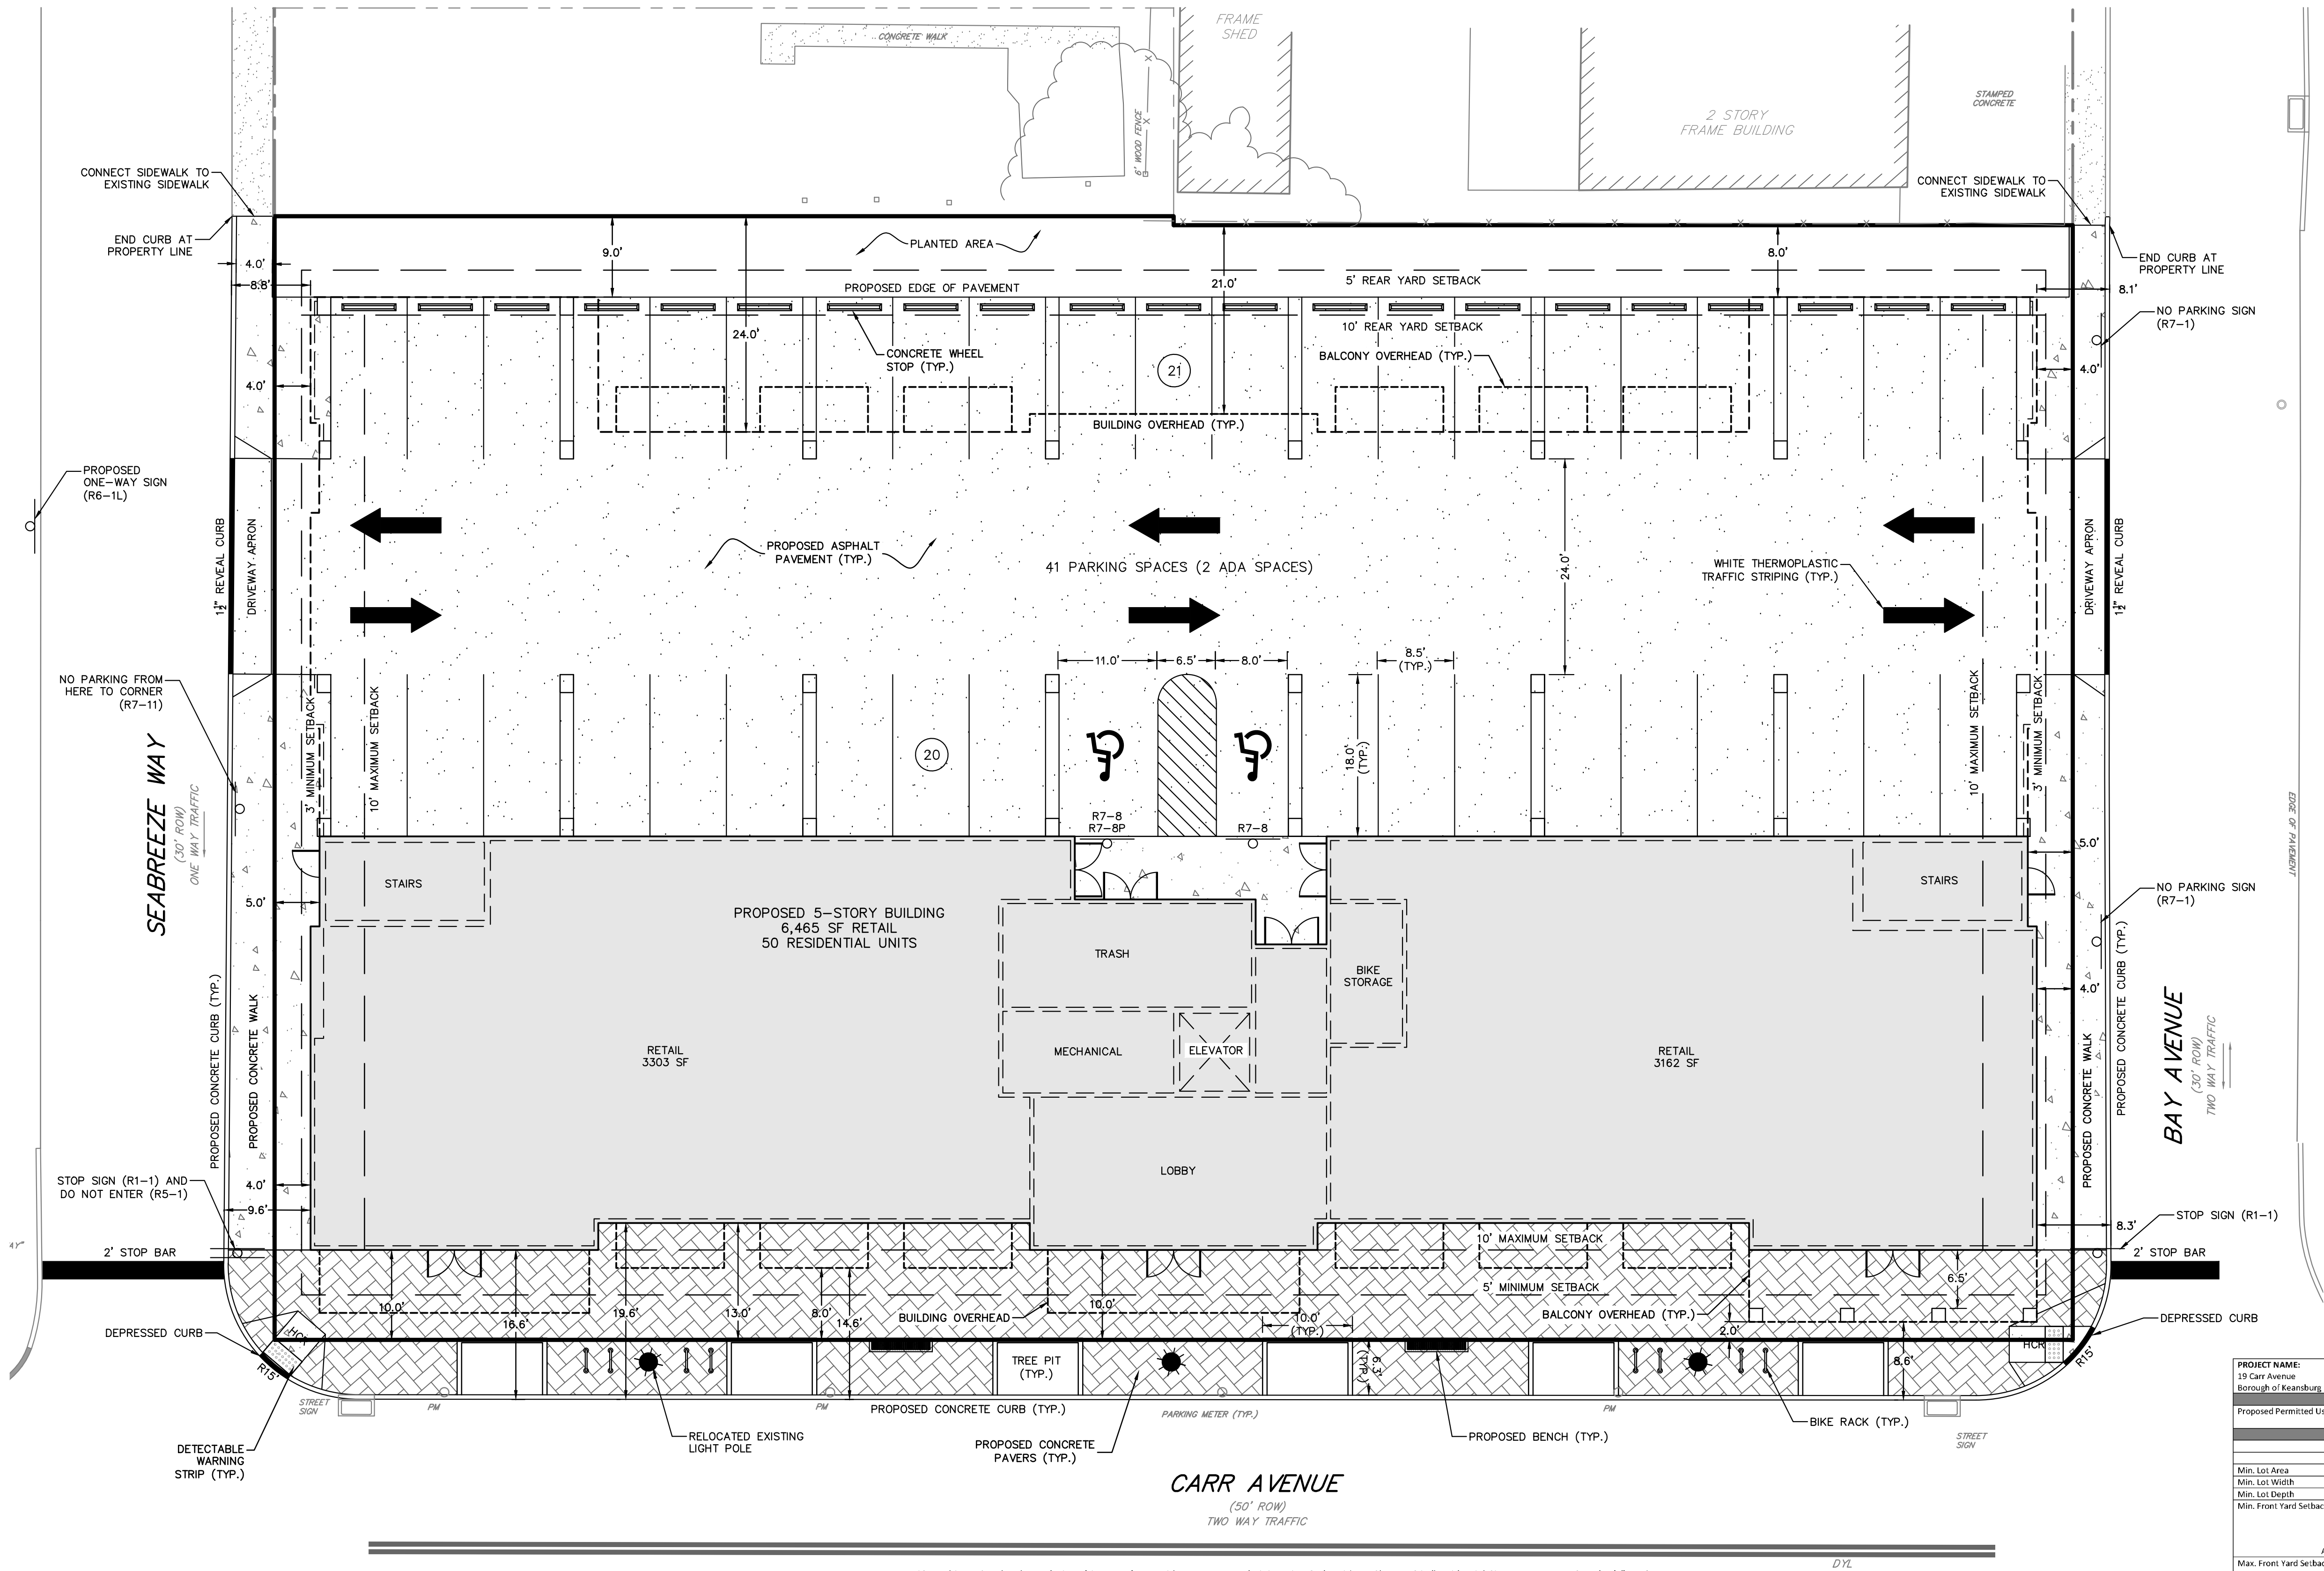 FRAME
SHED
CONCRETE WALK
6' WOOD FENCE
2 STORY
FRAME BUILDING
STAMPED
CONCRETE
CONNECT SIDEWALK TO
EXISTING SIDEWALK
CONNECT SIDEWALK TO
EXISTING SIDEWALK
END CURB AT
PROPERTY LINE
END CURB AT
PROPERTY LINE
4.0'
8.8'
9.0'
PLANTED AREA
21.0'
8.0'
8.1'
5' REAR YARD SETBACK
PROPOSED EDGE OF PAVEMENT
10' REAR YARD SETBACK
NO PARKING SIGN
(R7-1)
24.0'
CONCRETE WHEEL
STOP (TYP.)
BALCONY OVERHEAD (TYP.)
21
4.0'
4.0'
BUILDING OVERHEAD (TYP.)
PROPOSED
ONE-WAY SIGN
(R6-1L)
1½" REVEAL CURB
DRIVEWAY APRON
PROPOSED ASPHALT
PAVEMENT (TYP.)
41 PARKING SPACES (2 ADA SPACES)
24.0'
WHITE THERMOPLASTIC
TRAFFIC STRIPING (TYP.)
DRIVEWAY APRON
1½" REVEAL CURB
11.0'
6.5'
8.0'
8.5'
(TYP.)
NO PARKING FROM
HERE TO CORNER
(R7-11)
3' MINIMUM SETBACK
10' MAXIMUM SETBACK
20
18.0'
(TYP.)
10' MAXIMUM SETBACK
3' MINIMUM SETBACK
SEABREEZE WAY
(30' ROW)
ONE WAY TRAFFIC
R7-8
R7-8P
R7-8
EDGE OF PAVEMENT
5.0'
STAIRS
STAIRS
5.0'
NO PARKING SIGN
(R7-1)
PROPOSED 5-STORY BUILDING
6,465 SF RETAIL
50 RESIDENTIAL UNITS
TRASH
BIKE
STORAGE
4.0'
PROPOSED CONCRETE CURB (TYP.)
PROPOSED CONCRETE WALK
RETAIL
3303 SF
MECHANICAL
ELEVATOR
RETAIL
3162 SF
PROPOSED CONCRETE WALK
PROPOSED CONCRETE CURB (TYP.)
BAY AVENUE
(30' ROW)
TWO WAY TRAFFIC
LOBBY
STOP SIGN (R1-1) AND
DO NOT ENTER (R5-1)
4.0'
9.6'
8.3'
STOP SIGN (R1-1)
2' STOP BAR
2' STOP BAR
10' MAXIMUM SETBACK
5' MINIMUM SETBACK
6.5'
10.0'
16.6'
19.6'
13.0'
8.0'
14.6'
BUILDING OVERHEAD
10.0'
10.0'
(TYP.)
BALCONY OVERHEAD (TYP.)
2.0'
DEPRESSED CURB
DEPRESSED CURB
HCR
R15'
TREE PIT
(TYP.)
6.3'
(TYP.)
8.6'
HCR
R15'
STREET
SIGN
PM
PM
PROPOSED CONCRETE CURB (TYP.)
PARKING METER (TYP.)
PM
BIKE RACK (TYP.)
STREET
SIGN
DETECTABLE
WARNING
STRIP (TYP.)
RELOCATED EXISTING
LIGHT POLE
PROPOSED CONCRETE
PAVERS (TYP.)
PROPOSED BENCH (TYP.)
CARR AVENUE
(50' ROW)
TWO WAY TRAFFIC
DYL
PROJECT NAME:
19 Carr Avenue
Borough of Keansburg
Proposed Permitted Us
Min. Lot Area
Min. Lot Width
Min. Lot Depth
Min. Front Yard Setbac
Max. Front Yard Setbac